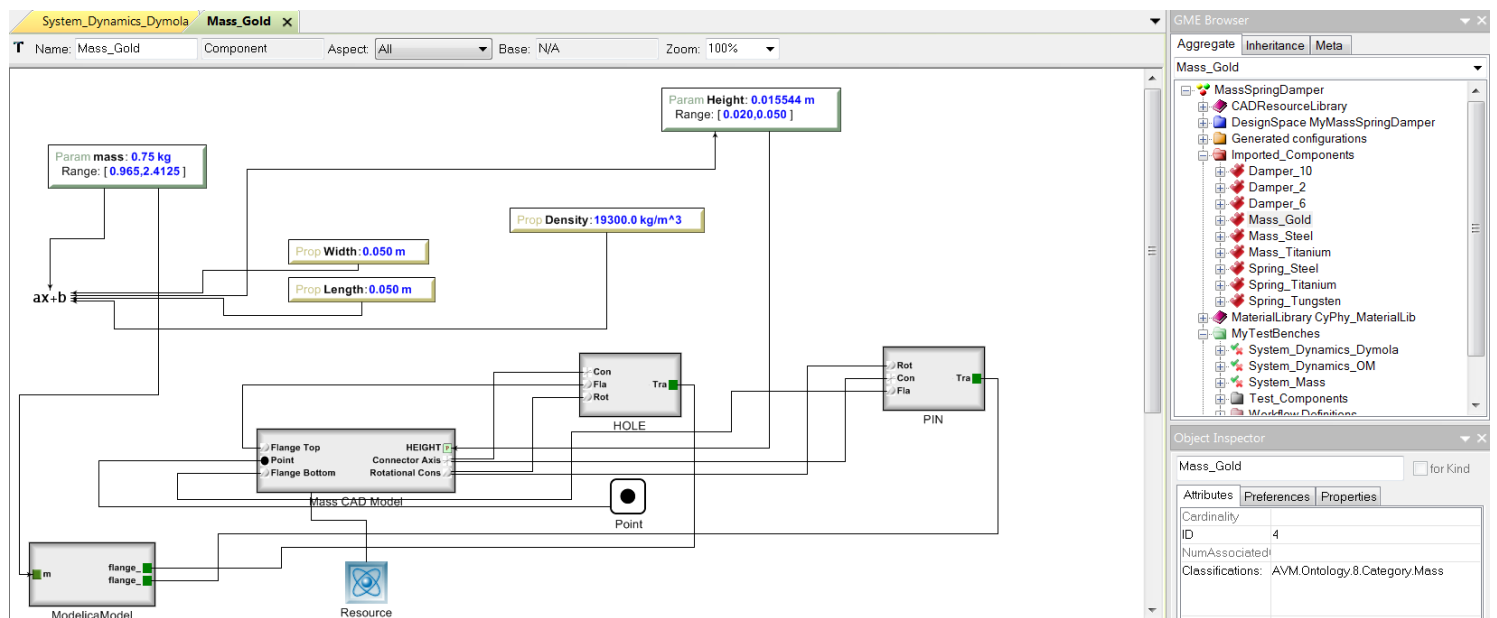 System_Dynamics_Dymola
Mass_Gold
Name: Mass_Gold
Component
Aspect: All
Base: N/A
Zoom: 100%
Param Height: 0.015544 m
Range: [ 0.020,0.050 ]
Param mass: 0.75 kg
Range: [ 0.965,2.4125 ]
Prop Density: 19300.0 kg/m^3
Prop Width: 0.050 m
Prop Length: 0.050 m
ax+b
Con
Fla
Rot
Tra
HOLE
Rot
Con
Fla
Tra
PIN
Flange Top
Point
Flange Bottom
HEIGHT
Connector Axis
Rotational Cons
Mass CAD Model
Point
m
flange_
flange_
ModelicaModel
Resource
GME Browser
Aggregate
Inheritance
Meta
Mass_Gold
MassSpringDamper
CADResourceLibrary
DesignSpace MyMassSpringDamper
Generated configurations
Imported_Components
Damper_10
Damper_2
Damper_6
Mass_Gold
Mass_Steel
Mass_Titanium
Spring_Steel
Spring_Titanium
Spring_Tungsten
MaterialLibrary CyPhy_MaterialLib
MyTestBenches
System_Dynamics_Dymola
System_Dynamics_OM
System_Mass
Test_Components
Workflow Definitions
Object Inspector
Mass_Gold
for Kind
Attributes
Preferences
Properties
Cardinality
ID 4
NumAssociated
Classifications: AVM.Ontology.8.Category.Mass